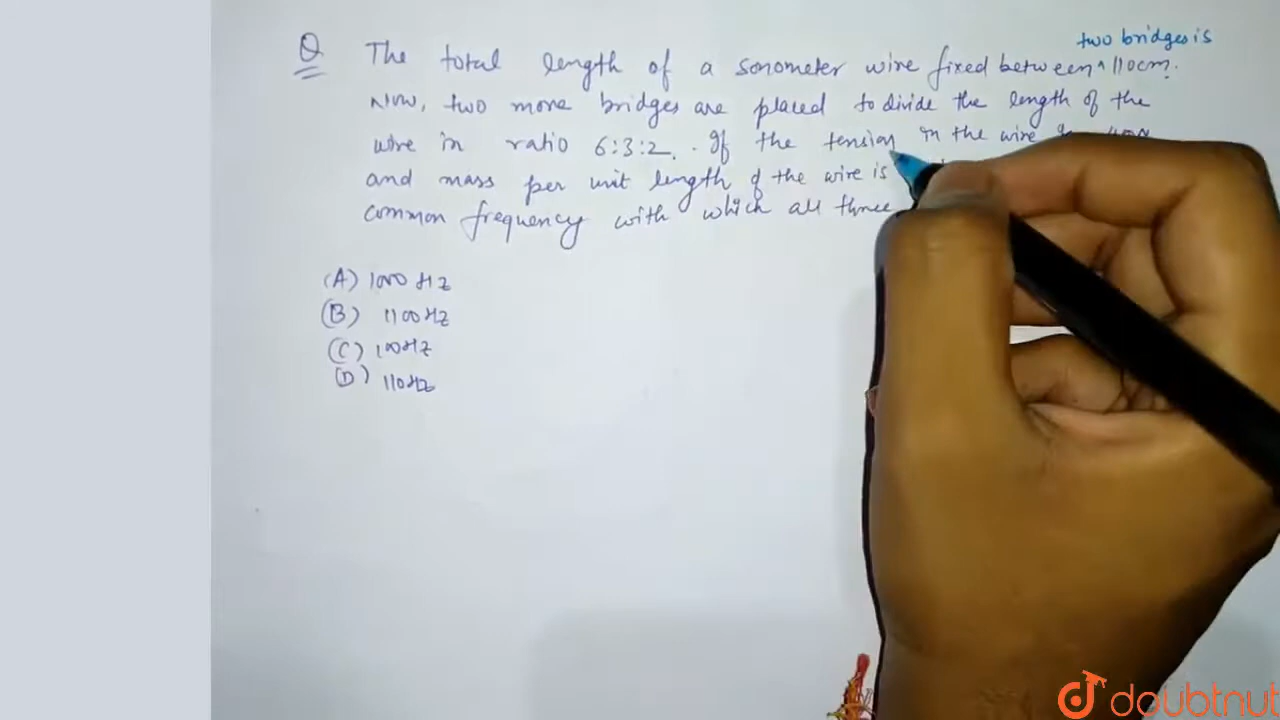 two bridges is
Q The total length of a sonometer wire fixed between ^ 110cm.
Now, two more bridges are placed to divide the length of the
wire in ratio 6:3:2. If the tension in the wire
and mass per unit length of the wire is
common frequency with which all three
(A) 1000 Hz
(B) 1100 Hz
(C) 100 Hz
(D) 110 Hz
doubtnut